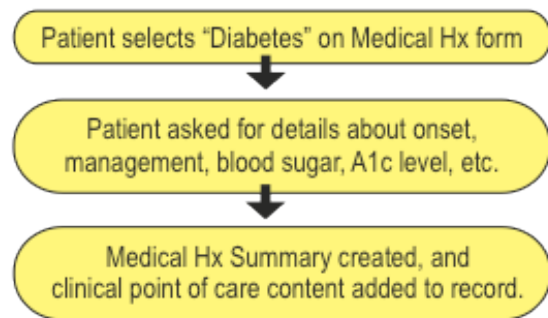 Patient selects “Diabetes” on Medical Hx form
Patient asked for details about onset,
management, blood sugar, A1c level, etc.
Medical Hx Summary created, and
clinical point of care content added to record.